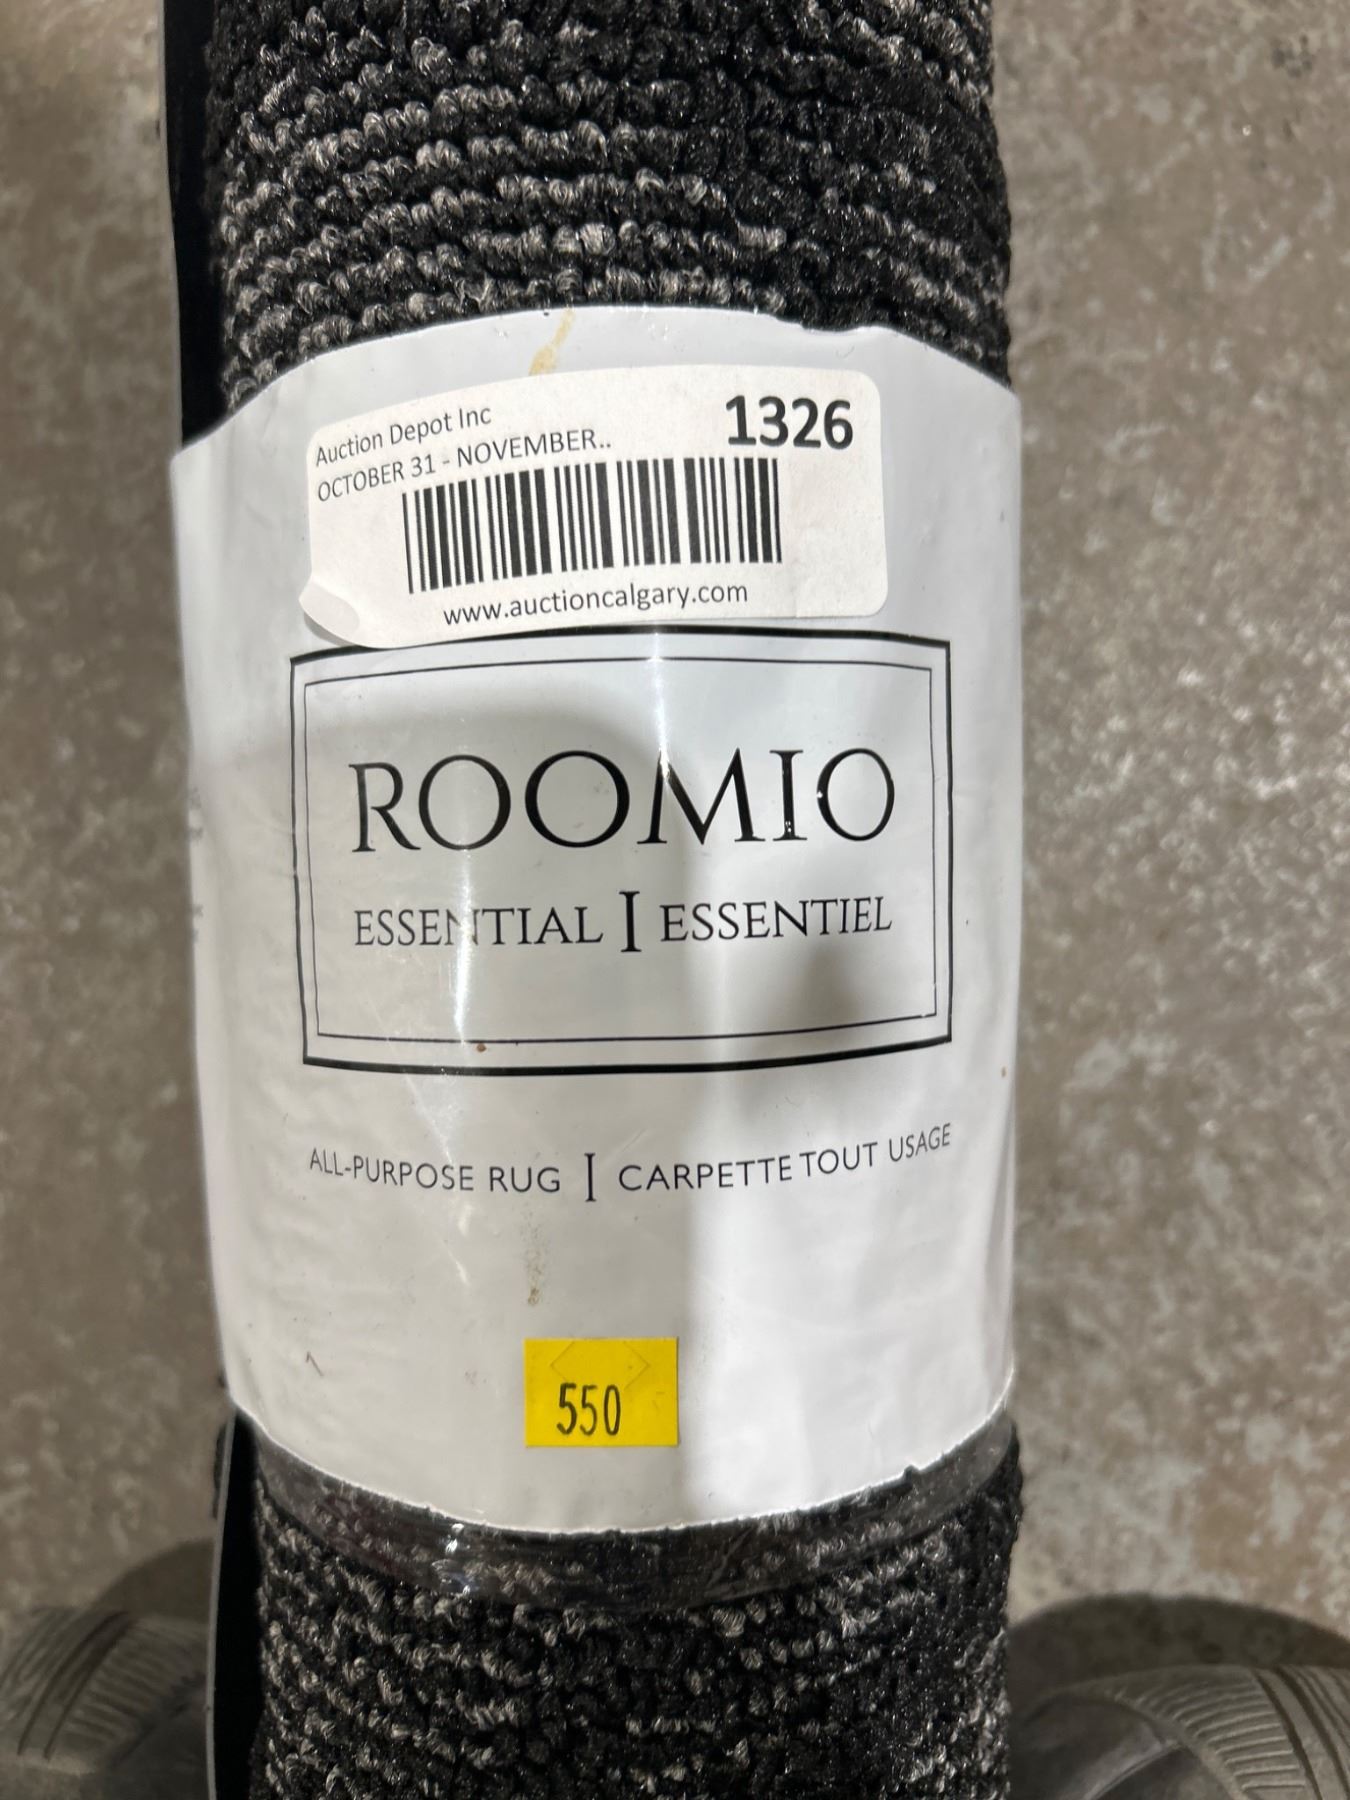 Auction Depot Inc
1326
OCTOBER 31 - NOVEMBER..
www.auctioncalgary.com
ROOMIO
ESSENTIAL | ESSENTIEL
ALL-PURPOSE RUG | CARPETTE TOUT USAGE
550